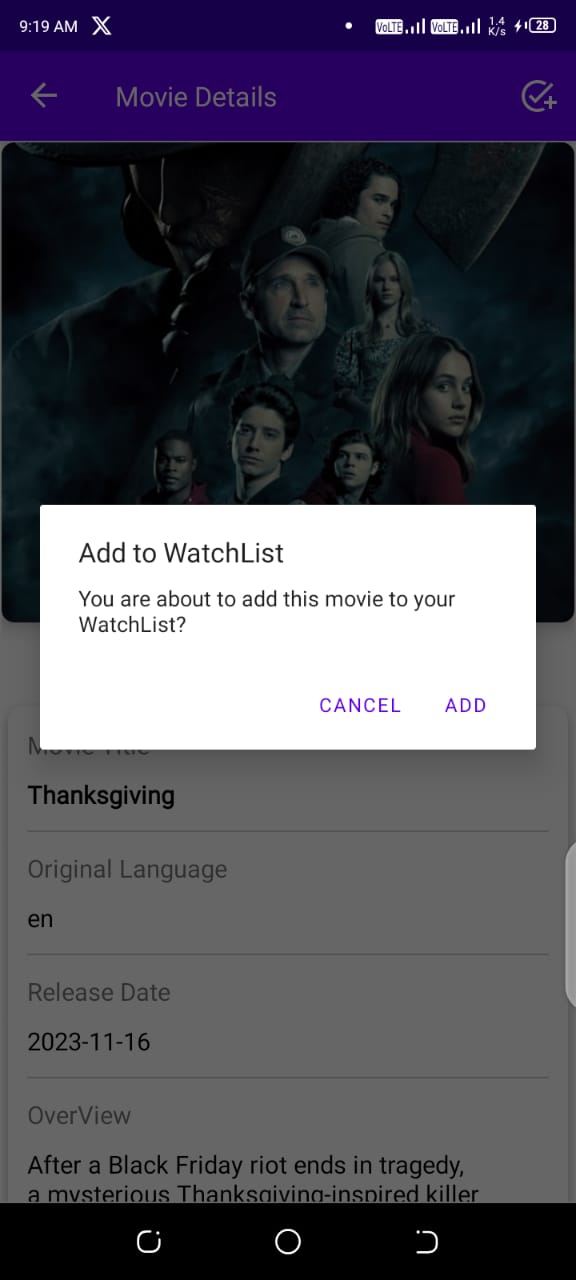 9:19 AM
VoLTE VoLTE 1.4 K/s 28
Movie Details
Add to WatchList
You are about to add this movie to your
WatchList?
CANCEL ADD
Movie Title
Thanksgiving
Original Language
en
Release Date
2023-11-16
OverView
After a Black Friday riot ends in tragedy,
a mysterious Thanksgiving-inspired killer